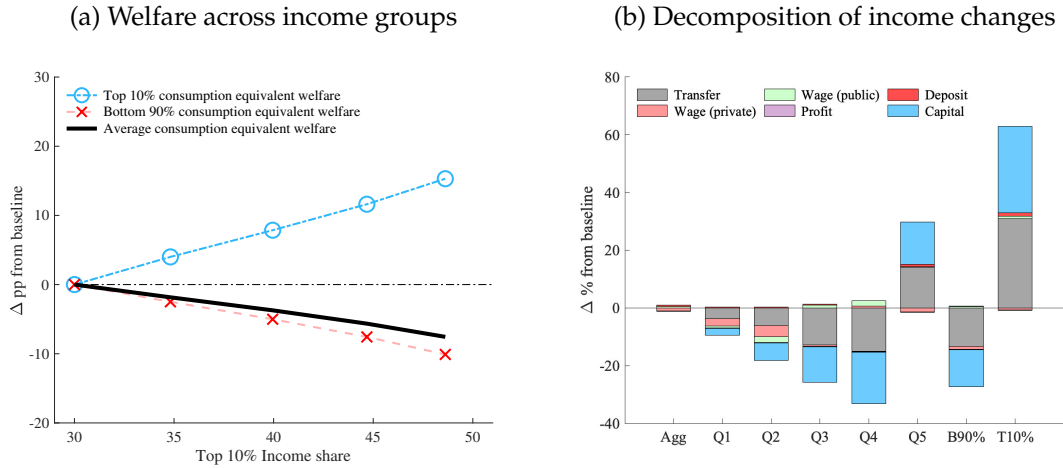 (a) Welfare across income groups
30
20
10
0
-10
-20
30
35
40
45
50
Δ pp from baseline
Top 10% Income share
Top 10% consumption equivalent welfare
Bottom 90% consumption equivalent welfare
Average consumption equivalent welfare
(b) Decomposition of income changes
80
60
40
20
0
-20
-40
Δ % from baseline
Transfer
Wage (private)
Wage (public)
Profit
Deposit
Capital
Agg
Q1
Q2
Q3
Q4
Q5
B90%
T10%